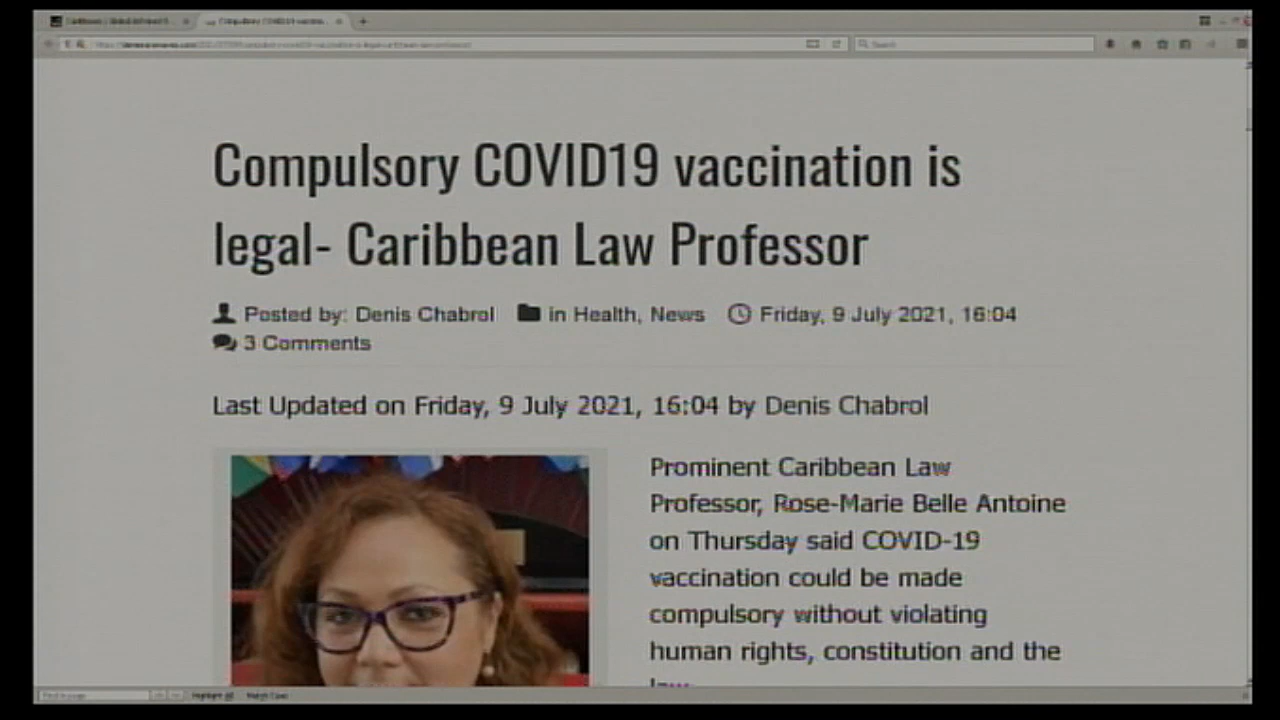 Compulsory COVID19 vaccination is
legal- Caribbean Law Professor
Posted by: Denis Chabrol in Health, News Friday, 9 July 2021, 16:04
3 Comments
Last Updated on Friday, 9 July 2021, 16:04 by Denis Chabrol
Prominent Caribbean Law
Professor, Rose-Marie Belle Antoine
on Thursday said COVID-19
vaccination could be made
compulsory without violating
human rights, constitution and the